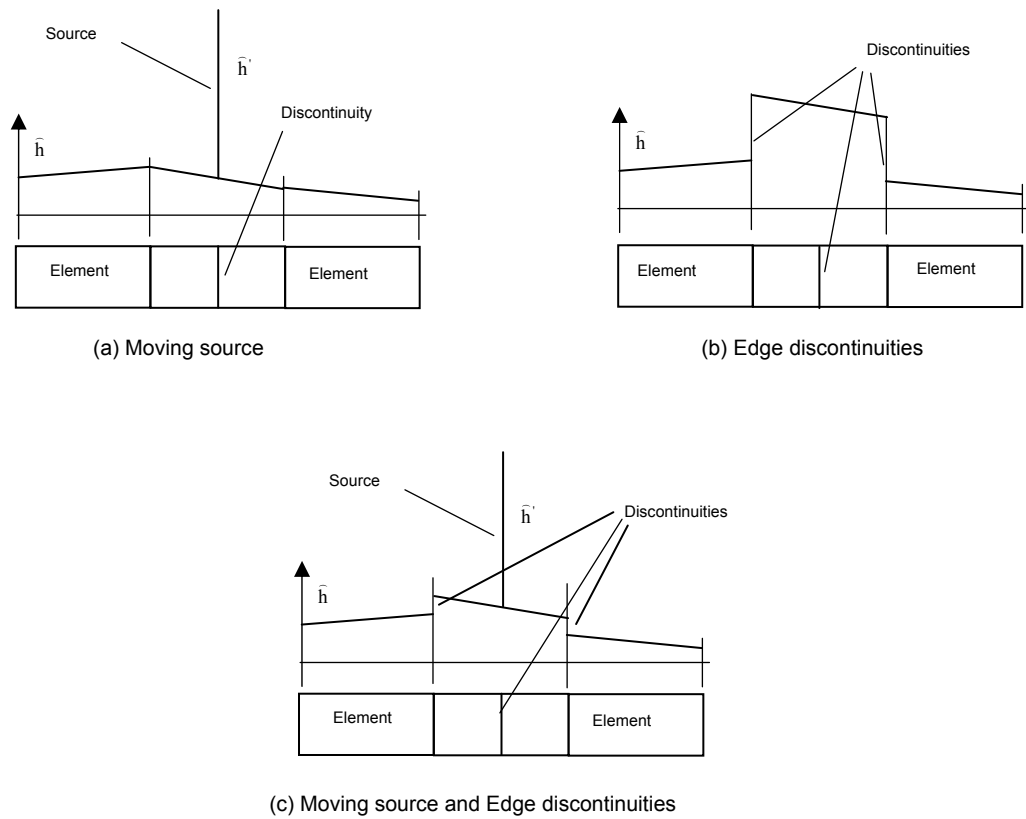 Source
ĥ'
Discontinuity
ĥ
Element
Element
(a) Moving source
Discontinuities
ĥ
Element
Element
(b) Edge discontinuities
Source
ĥ'
Discontinuities
ĥ
Element
Element
(c) Moving source and Edge discontinuities